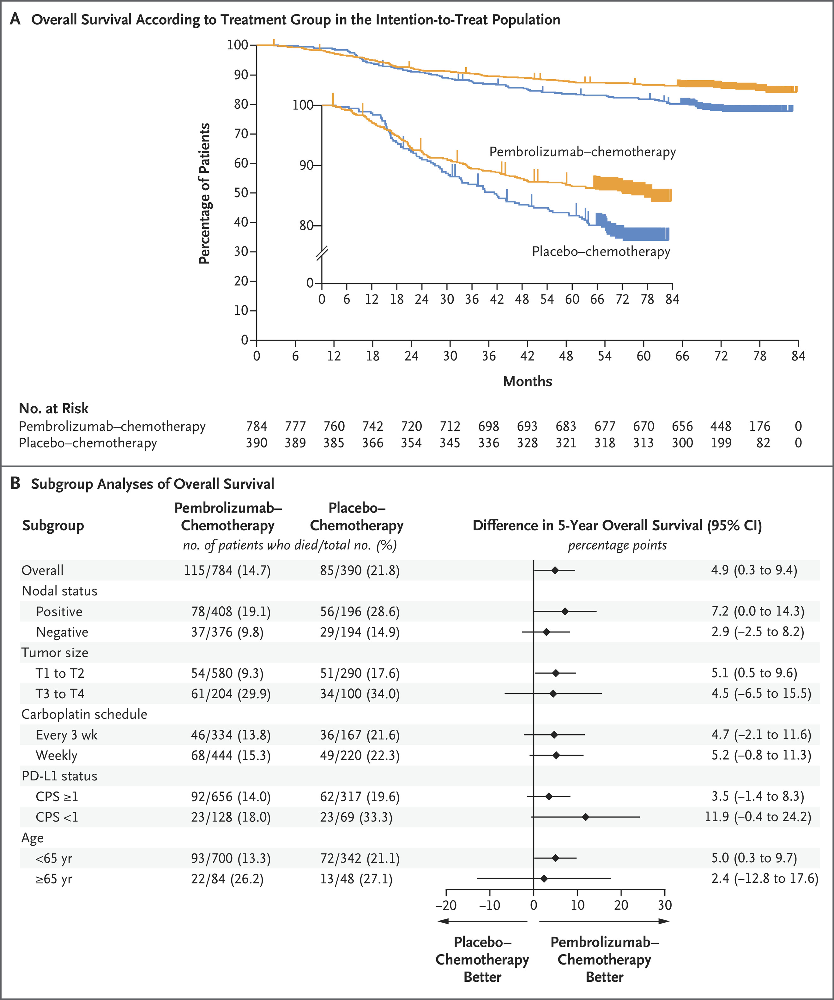 A Overall Survival According to Treatment Group in the Intention-to-Treat Population
Percentage of Patients
100
90
80
70
60
50
40
30
20
10
0
100
90
80
0
Pembrolizumab–chemotherapy
Placebo–chemotherapy
0 6 12 18 24 30 36 42 48 54 60 66 72 78 84
0 6 12 18 24 30 36 42 48 54 60 66 72 78 84
Months
No. at Risk
Pembrolizumab–chemotherapy 784 777 760 742 720 712 698 693 683 677 670 656 448 176 0
Placebo–chemotherapy 390 389 385 366 354 345 336 328 321 318 313 300 199 82 0
B Subgroup Analyses of Overall Survival
Pembrolizumab– Placebo–
Subgroup Chemotherapy Chemotherapy Difference in 5-Year Overall Survival (95% CI)
no. of patients who died/total no. (%) percentage points
Overall 115/784 (14.7) 85/390 (21.8) 4.9 (0.3 to 9.4)
Nodal status
Positive 78/408 (19.1) 56/196 (28.6) 7.2 (0.0 to 14.3)
Negative 37/376 (9.8) 29/194 (14.9) 2.9 (–2.5 to 8.2)
Tumor size
T1 to T2 54/580 (9.3) 51/290 (17.6) 5.1 (0.5 to 9.6)
T3 to T4 61/204 (29.9) 34/100 (34.0) 4.5 (–6.5 to 15.5)
Carboplatin schedule
Every 3 wk 46/334 (13.8) 36/167 (21.6) 4.7 (–2.1 to 11.6)
Weekly 68/444 (15.3) 49/220 (22.3) 5.2 (–0.8 to 11.3)
PD-L1 status
CPS ≥1 92/656 (14.0) 62/317 (19.6) 3.5 (–1.4 to 8.3)
CPS <1 23/128 (18.0) 23/69 (33.3) 11.9 (–0.4 to 24.2)
Age
<65 yr 93/700 (13.3) 72/342 (21.1) 5.0 (0.3 to 9.7)
≥65 yr 22/84 (26.2) 13/48 (27.1) 2.4 (–12.8 to 17.6)
–20 –10 0 10 20 30
Placebo– Pembrolizumab–
Chemotherapy Chemotherapy
Better Better